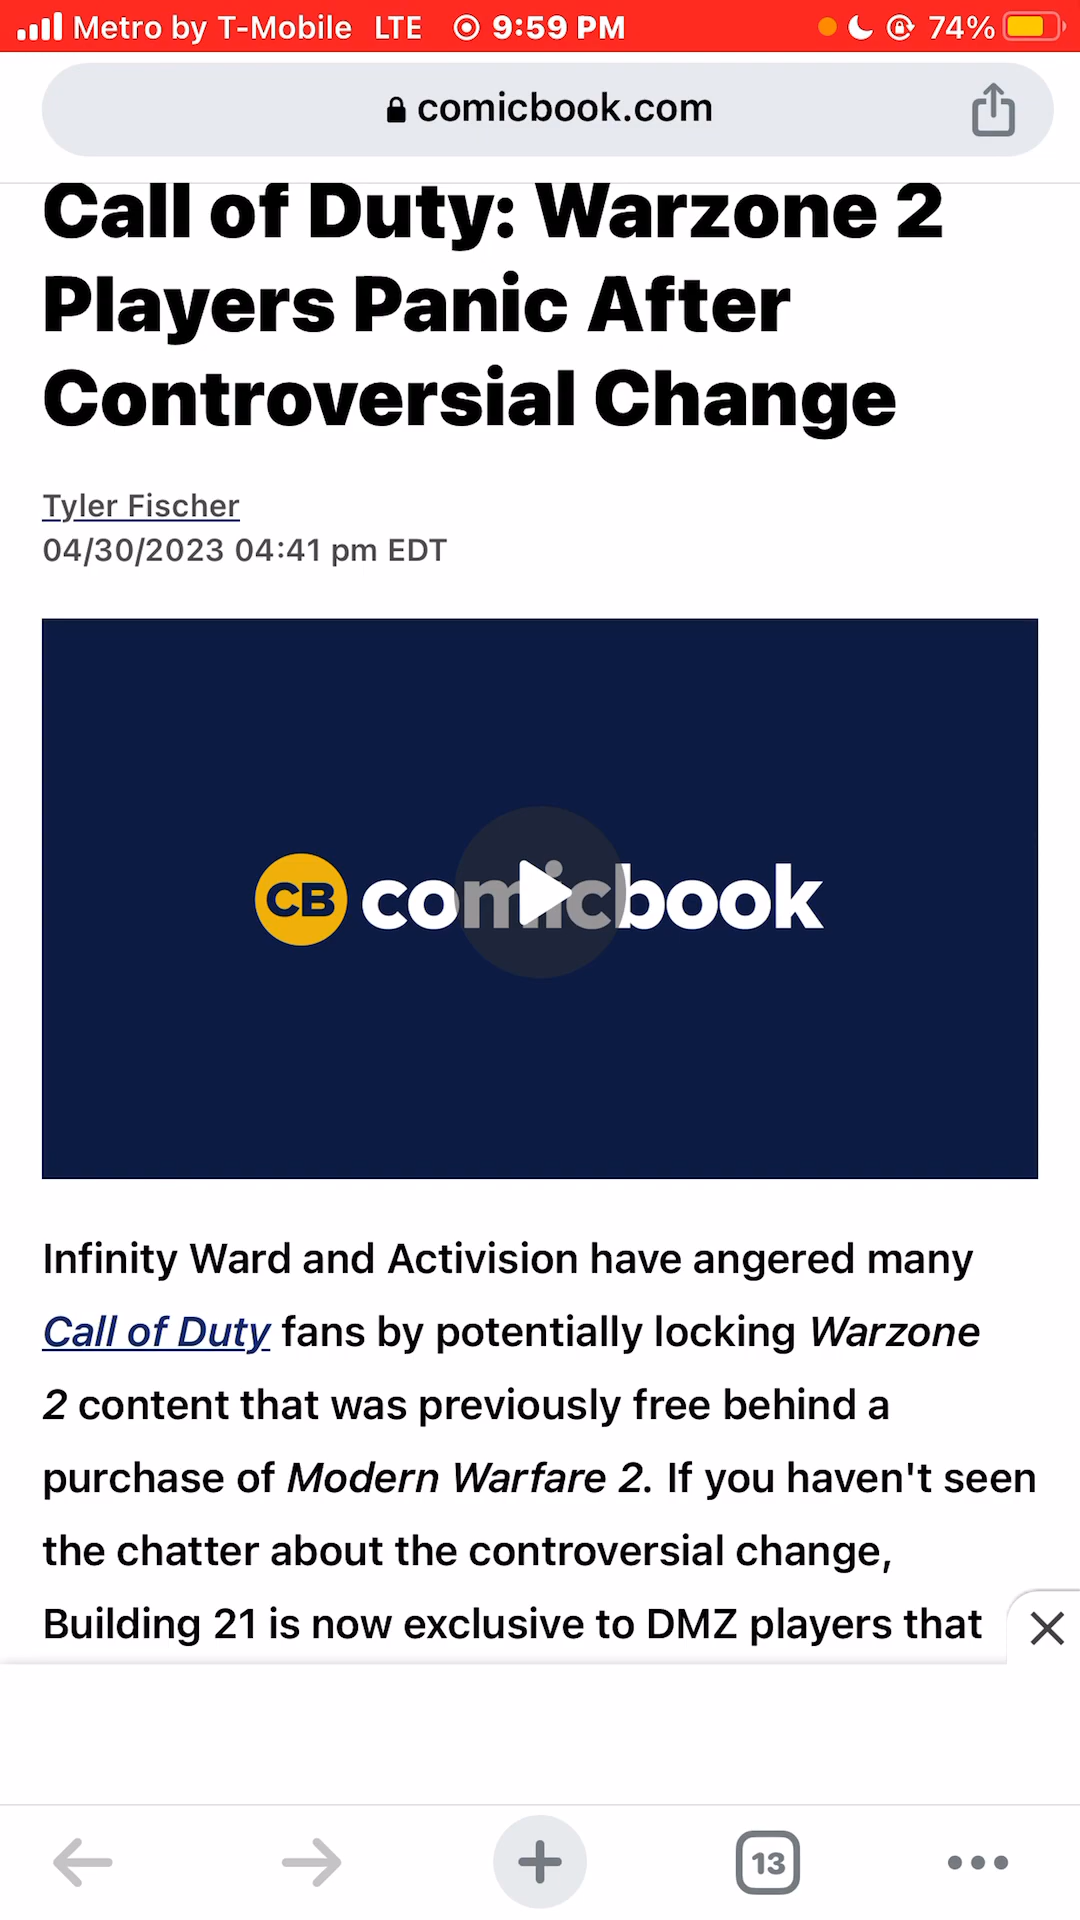 Metro by T-Mobile LTE 9:59 PM 74%
comicbook.com
Call of Duty: Warzone 2
Players Panic After
Controversial Change
Tyler Fischer
04/30/2023 04:41 pm EDT
CB comicbook
Infinity Ward and Activision have angered many
Call of Duty fans by potentially locking Warzone
2 content that was previously free behind a
purchase of Modern Warfare 2. If you haven't seen
the chatter about the controversial change,
Building 21 is now exclusive to DMZ players that
13